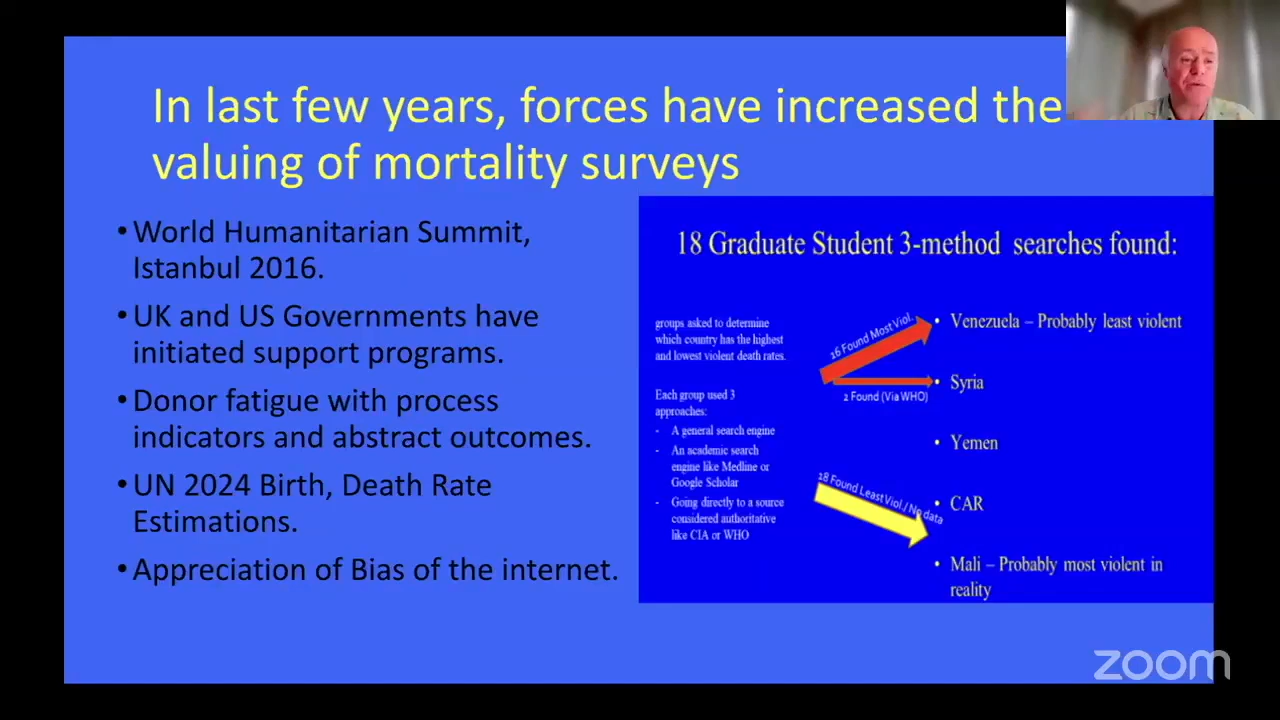 In last few years, forces have increased the
valuing of mortality surveys
•World Humanitarian Summit,
Istanbul 2016.
•UK and US Governments have
initiated support programs.
•Donor fatigue with process
indicators and abstract outcomes.
•UN 2024 Birth, Death Rate
Estimations.
•Appreciation of Bias of the internet.
18 Graduate Student 3-method searches found:
groups asked to determine
which country has the highest
and lowest violent death rates.
Each group used 3
approaches:
- A general search engine
- An academic search
engine like Medline or
Google Scholar
- Going directly to a source
considered authoritative
like CIA or WHO
16 Found Most Viol.
2 Found (Via WHO)
18 Found Least Viol./ No data
• Venezuela – Probably least violent
• Syria
• Yemen
• CAR
• Mali – Probably most violent in
reality
zoom